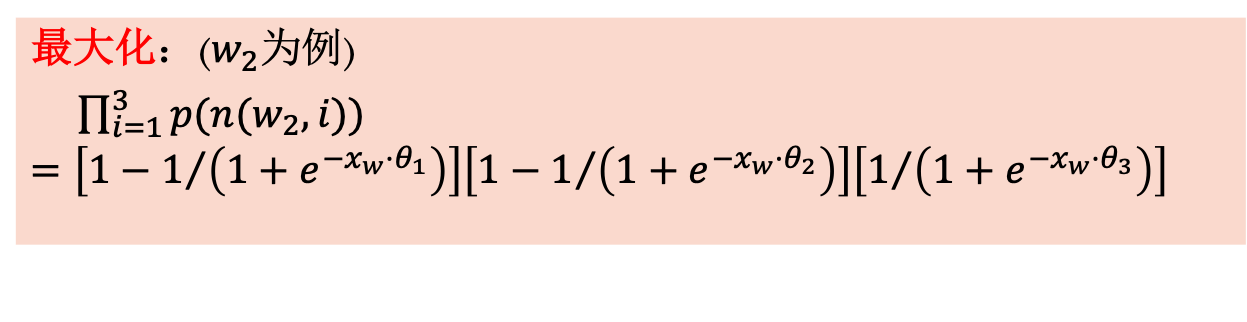 最大化：(w₂为例)
∏³ᵢ₌₁ p(n(w₂, i))
= [1 − 1/(1 + e^{−x_w·θ₁})][1 − 1/(1 + e^{−x_w·θ₂})][1/(1 + e^{−x_w·θ₃})]